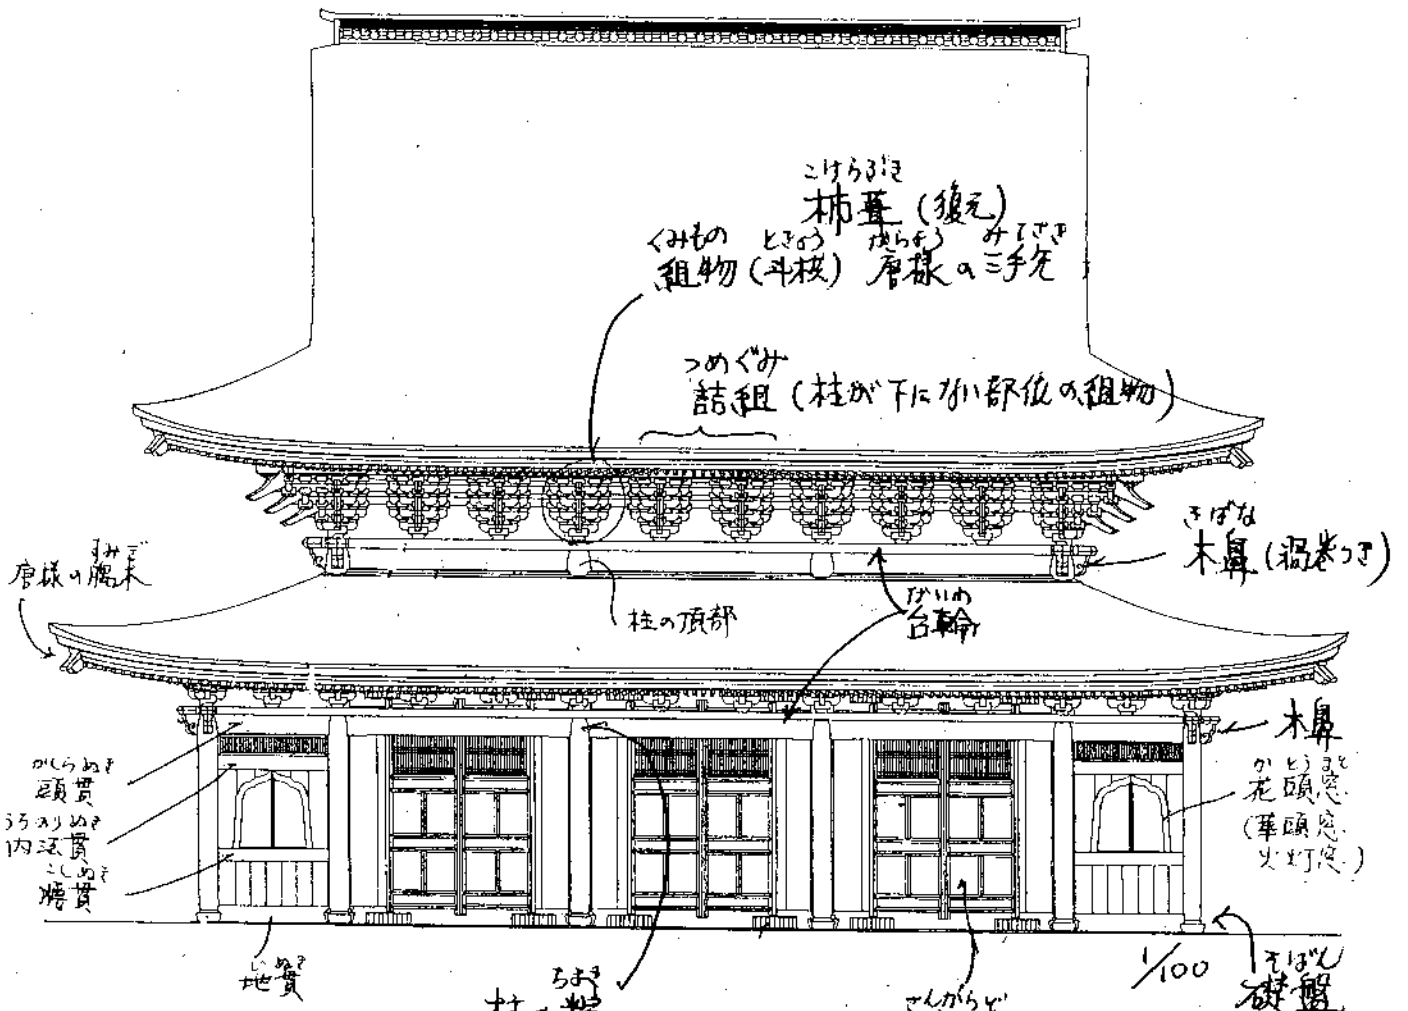 こけらぶき
柿葺(復元)
くみもの ときょう からよう みてさき
組物(斗栱) 唐様の三手先
つめぐみ
詰組(柱が下にない部位の組物)
きばな
木鼻(渦巻つき)
すみぎ
唐様の隅木
柱の頂部
だいわ
台輪
木鼻
かしらぬき
頭貫
うちのりぬき
内法貫
こしぬき
腰貫
かとうまど
花頭窓
(華頭窓
火灯窓)
じぬき
地貫
ちまき
さんからど
1/100
そばん
礎盤